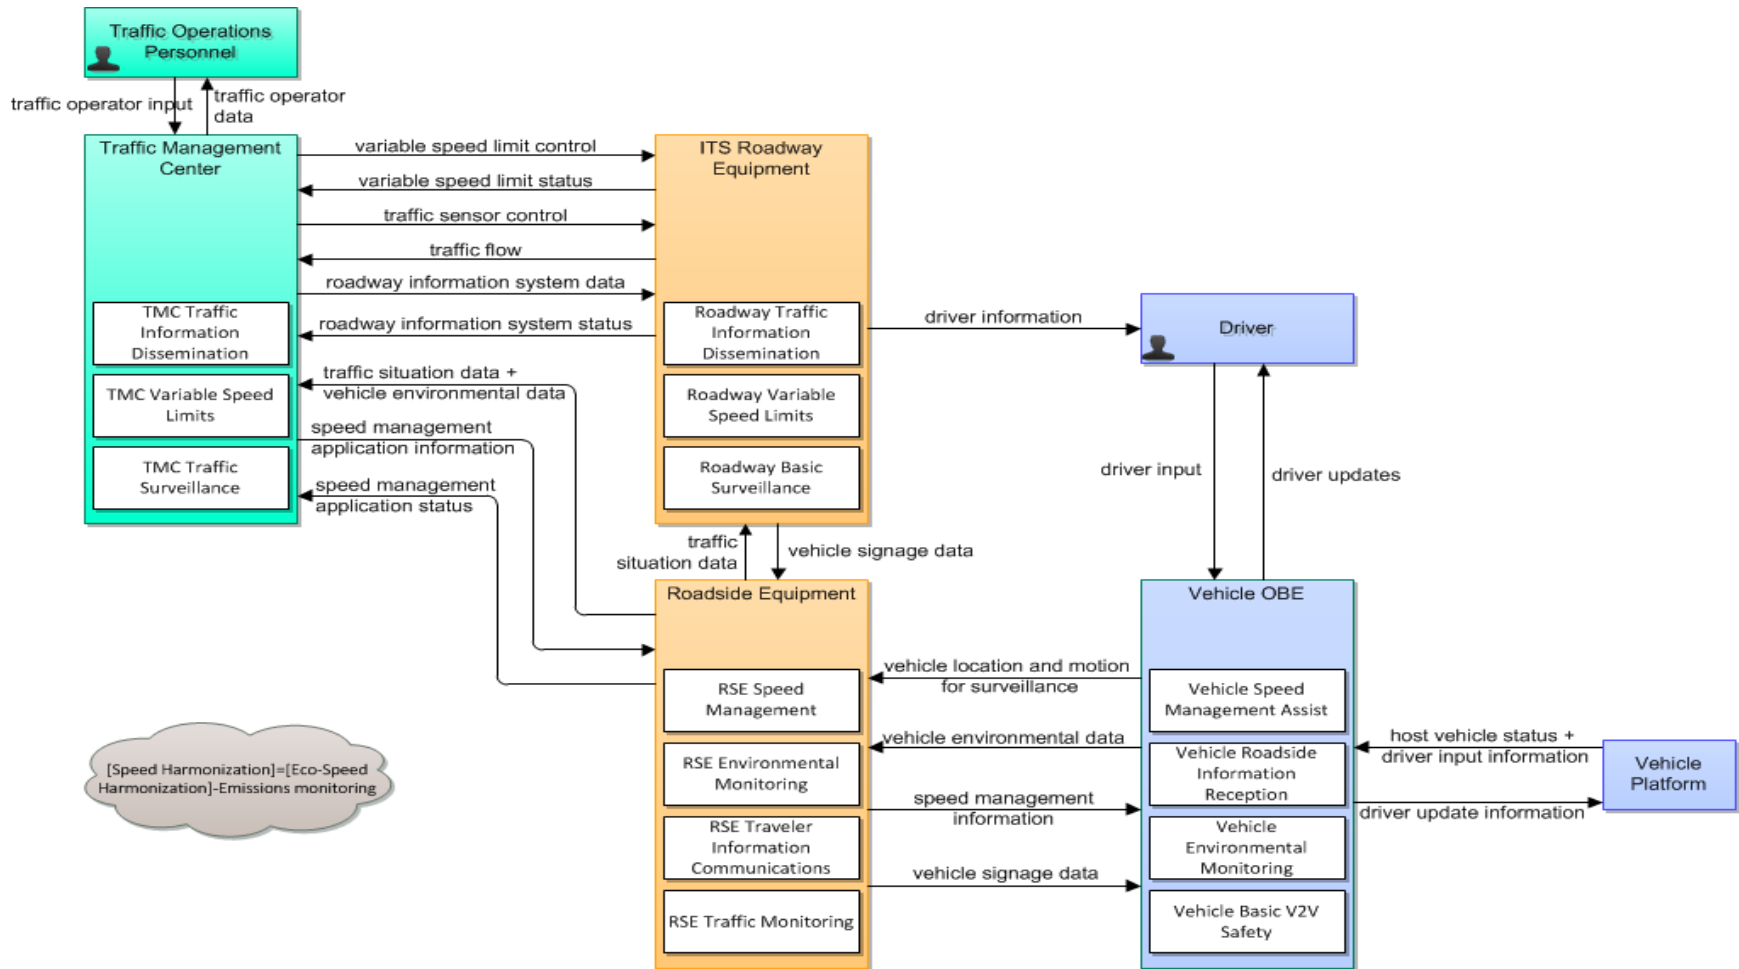 Traffic Operations
Personnel
traffic operator input
traffic operator
data
Traffic Management
Center
variable speed limit control
variable speed limit status
traffic sensor control
traffic flow
roadway information system data
roadway information system status
traffic situation data +
vehicle environmental data
speed management
application information
speed management
application status
TMC Traffic
Information
Dissemination
TMC Variable Speed
Limits
TMC Traffic
Surveillance
ITS Roadway
Equipment
Roadway Traffic
Information
Dissemination
Roadway Variable
Speed Limits
Roadway Basic
Surveillance
driver information
Driver
driver input
driver updates
traffic
situation data
vehicle signage data
Roadside Equipment
RSE Speed
Management
RSE Environmental
Monitoring
RSE Traveler
Information
Communications
RSE Traffic Monitoring
vehicle location and motion
for surveillance
vehicle environmental data
speed management
information
vehicle signage data
Vehicle OBE
Vehicle Speed
Management Assist
Vehicle Roadside
Information
Reception
Vehicle
Environmental
Monitoring
Vehicle Basic V2V
Safety
host vehicle status +
driver input information
driver update information
Vehicle
Platform
[Speed Harmonization]=[Eco-Speed
Harmonization]-Emissions monitoring